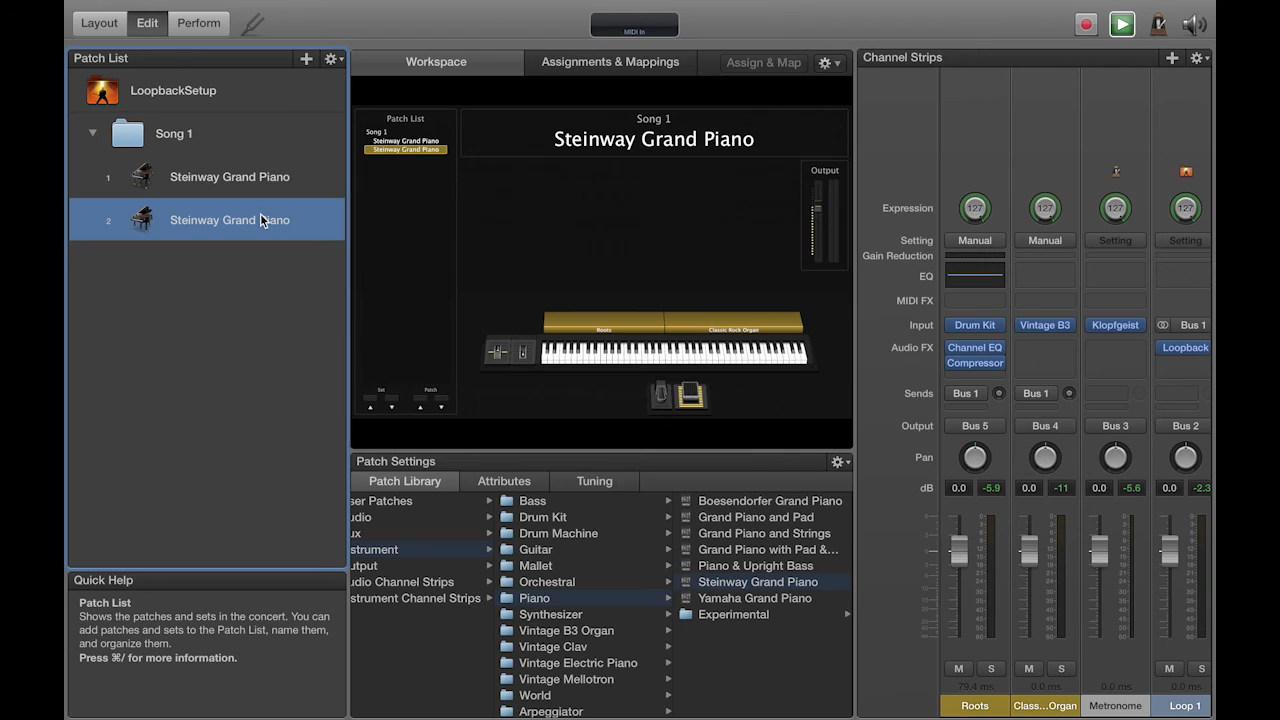 Layout
Edit
Perform
MIDI In
Patch List
LoopbackSetup
Song 1
1 Steinway Grand Piano
2 Steinway Grand Piano
Quick Help
Patch List
Shows the patches and sets in the concert. You can
add patches and sets to the Patch List, name them,
and organize them.
Press ⌘/ for more information.
Workspace
Assignments & Mappings
Assign & Map
Patch List
Song 1
Steinway Grand Piano
Steinway Grand Piano
Set
Patch
Song 1
Steinway Grand Piano
Output
Roots
Classic Rock Organ
Patch Settings
Patch Library
Attributes
Tuning
ser Patches
udio
ux
strument
utput
udio Channel Strips
strument Channel Strips
Bass
Drum Kit
Drum Machine
Guitar
Mallet
Orchestral
Piano
Synthesizer
Vintage B3 Organ
Vintage Clav
Vintage Electric Piano
Vintage Mellotron
World
Arpeggiator
Boesendorfer Grand Piano
Grand Piano and Pad
Grand Piano and Strings
Grand Piano with Pad &...
Piano & Upright Bass
Steinway Grand Piano
Yamaha Grand Piano
Experimental
Channel Strips
Expression 127 127 127 127
Setting Manual Manual Setting Setting
Gain Reduction
EQ
MIDI FX
Input Drum Kit Vintage B3 Klopfgeist Bus 1
Audio FX Channel EQ Loopback
Compressor
Sends Bus 1 Bus 1
Output Bus 5 Bus 4 Bus 3 Bus 2
Pan
dB 0.0 -5.9 0.0 -11 0.0 -5.6 0.0 -2.3
M S M S M S
79.4 ms 0.0 ms 0.0 ms 0.0 ms
Roots Class...Organ Metronome Loop 1